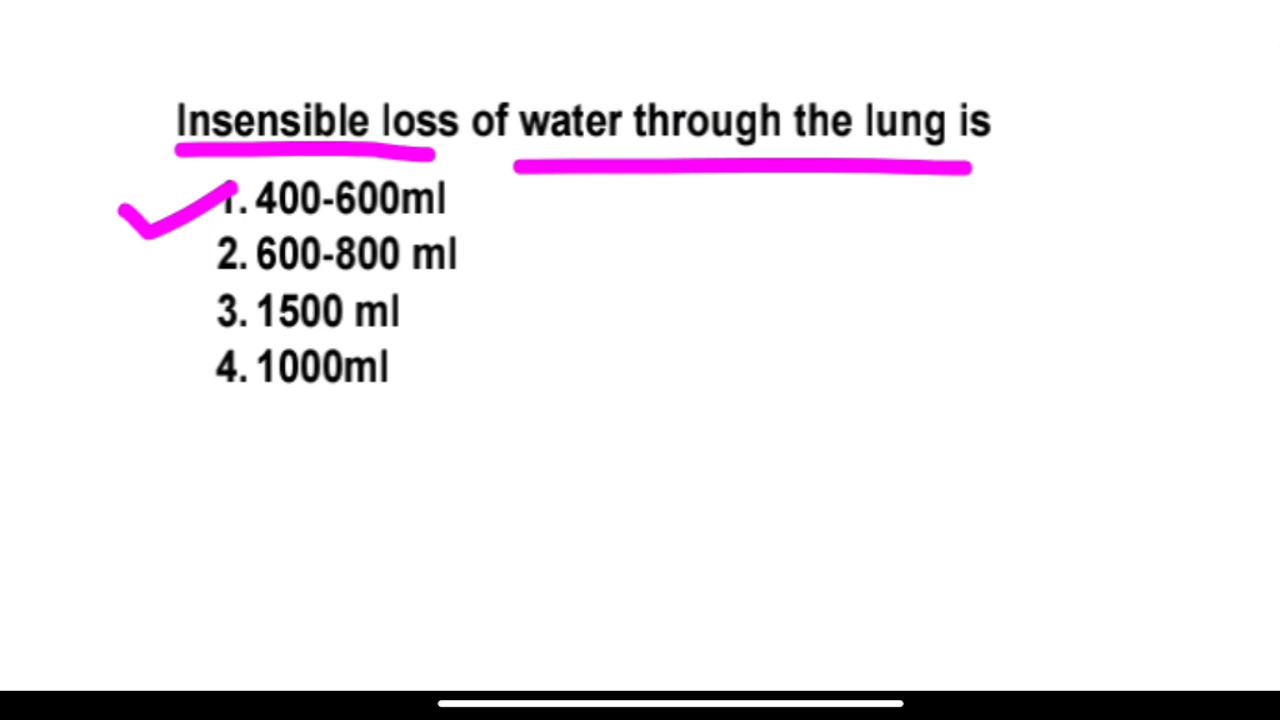 Insensible loss of water through the lung is
1. 400-600ml
2. 600-800 ml
3. 1500 ml
4. 1000ml